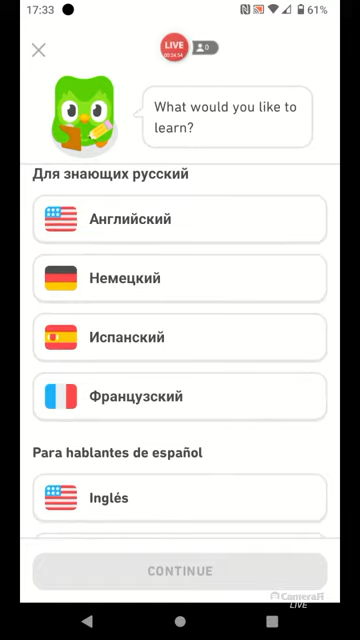 17:33
61%
LIVE
00:24:54
0
What would you like to
learn?
Для знающих русский
Английский
Немецкий
Испанский
Французский
Para hablantes de español
Inglés
CONTINUE
CameraFi
LIVE